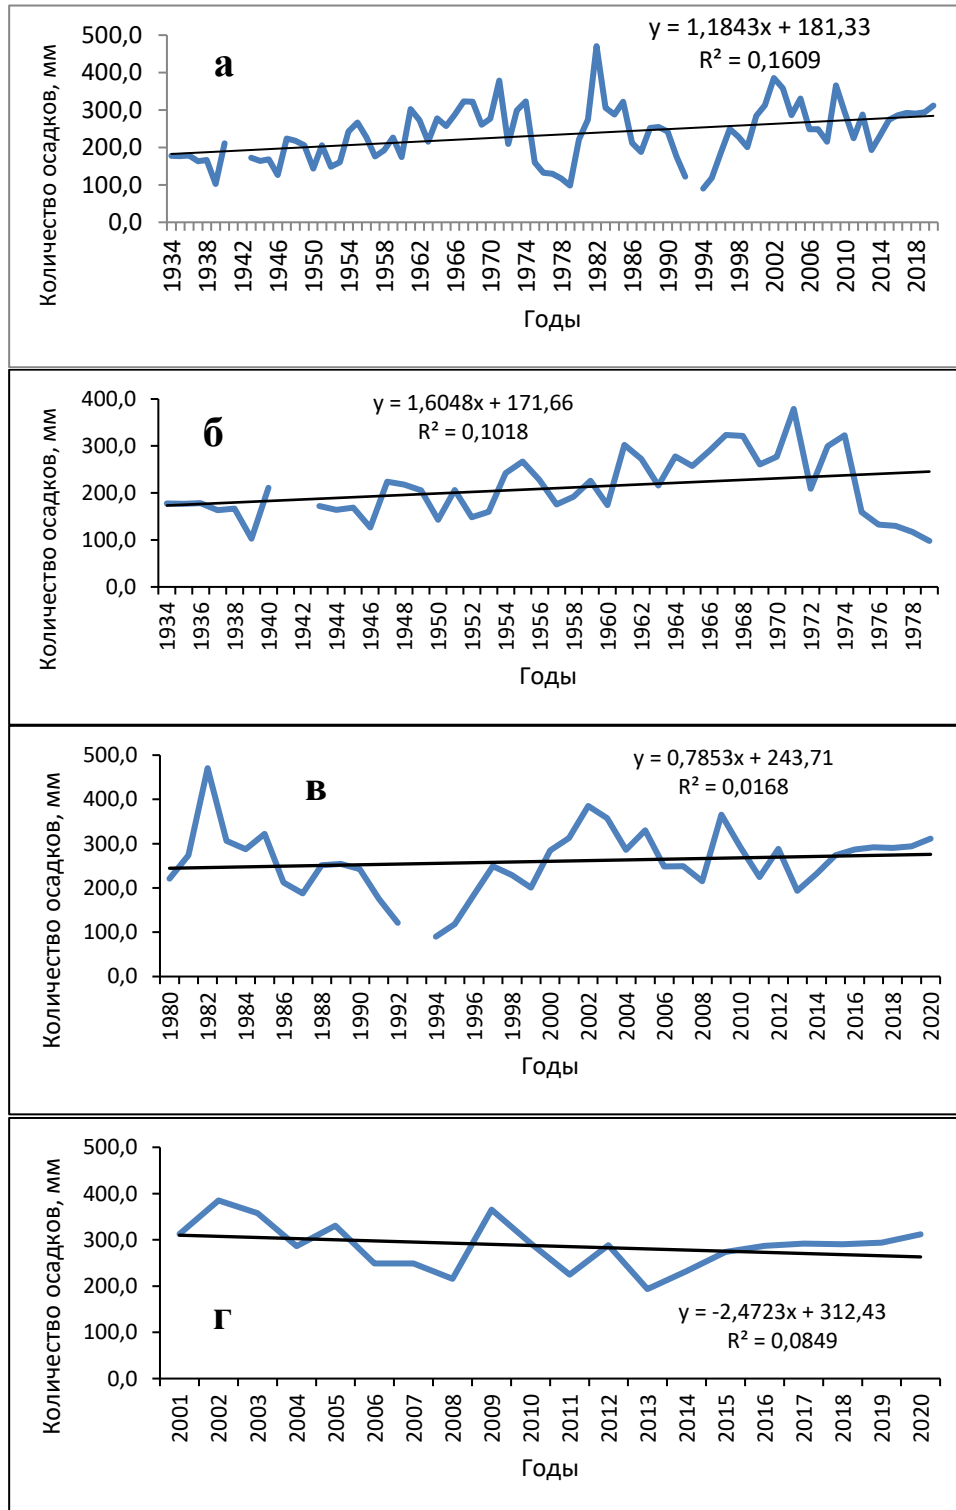 Количество осадков, мм
500,0
400,0
300,0
200,0
100,0
0,0
а
y = 1,1843x + 181,33
R² = 0,1609
1934 1938 1942 1946 1950 1954 1958 1962 1966 1970 1974 1978 1982 1986 1990 1994 1998 2002 2006 2010 2014 2018
Годы
Количество осадков, мм
400,0
300,0
200,0
100,0
0,0
б
y = 1,6048x + 171,66
R² = 0,1018
1934 1936 1938 1940 1942 1944 1946 1948 1950 1952 1954 1956 1958 1960 1962 1964 1966 1968 1970 1972 1974 1976 1978
Годы
Количество осадков, мм
500,0
400,0
300,0
200,0
100,0
0,0
в
y = 0,7853x + 243,71
R² = 0,0168
1980 1982 1984 1986 1988 1990 1992 1994 1996 1998 2000 2002 2004 2006 2008 2010 2012 2014 2016 2018 2020
Годы
Количество осадков, мм
500,0
400,0
300,0
200,0
100,0
0,0
г
y = -2,4723x + 312,43
R² = 0,0849
2001 2002 2003 2004 2005 2006 2007 2008 2009 2010 2011 2012 2013 2014 2015 2016 2017 2018 2019 2020
Годы